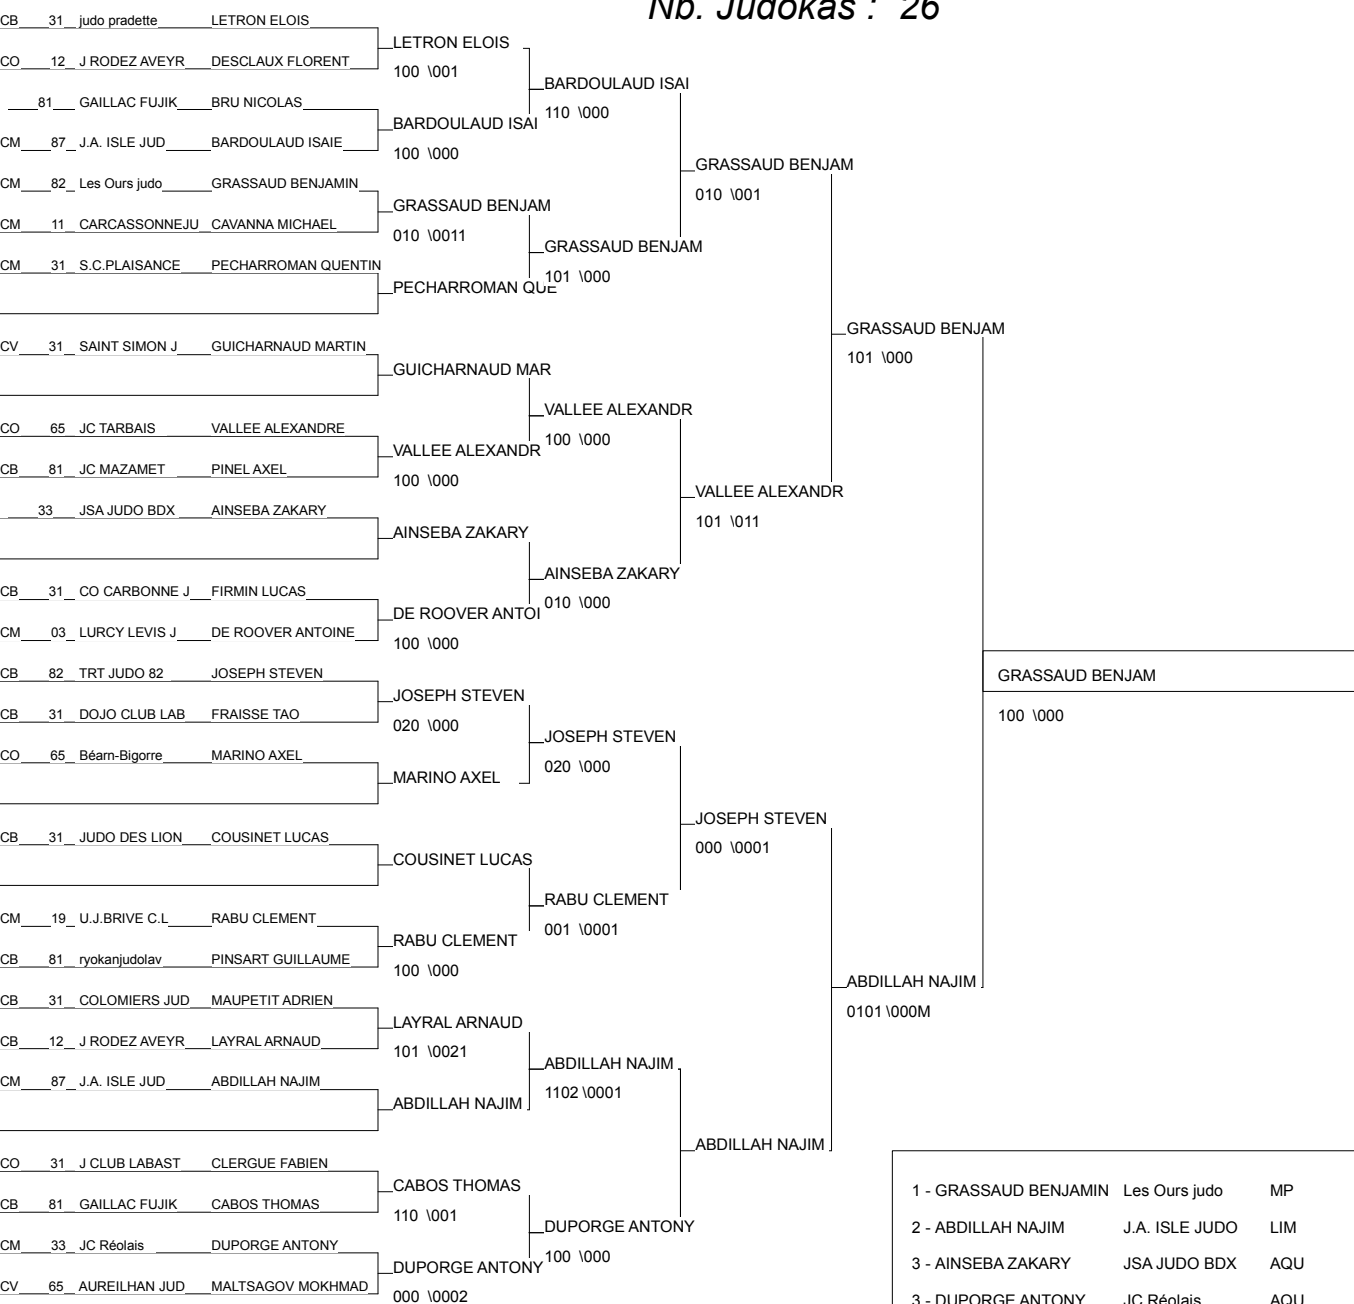 Nb. Judokas : 26
CB 31 judo pradette LETRON ELOIS
CO 12 J RODEZ AVEYR DESCLAUX FLORENT
81 GAILLAC FUJIK BRU NICOLAS
CM 87 J.A. ISLE JUD BARDOULAUD ISAIE
CM 82 Les Ours judo GRASSAUD BENJAMIN
CM 11 CARCASSONNEJU CAVANNA MICHAEL
CM 31 S.C.PLAISANCE PECHARROMAN QUENTIN
CV 31 SAINT SIMON J GUICHARNAUD MARTIN
CO 65 JC TARBAIS VALLEE ALEXANDRE
CB 81 JC MAZAMET PINEL AXEL
33 JSA JUDO BDX AINSEBA ZAKARY
CB 31 CO CARBONNE J FIRMIN LUCAS
CM 03 LURCY LEVIS J DE ROOVER ANTOINE
CB 82 TRT JUDO 82 JOSEPH STEVEN
CB 31 DOJO CLUB LAB FRAISSE TAO
CO 65 Béarn-Bigorre MARINO AXEL
CB 31 JUDO DES LION COUSINET LUCAS
CM 19 U.J.BRIVE C.L RABU CLEMENT
CB 81 ryokanjudolav PINSART GUILLAUME
CB 31 COLOMIERS JUD MAUPETIT ADRIEN
CB 12 J RODEZ AVEYR LAYRAL ARNAUD
CM 87 J.A. ISLE JUD ABDILLAH NAJIM
CO 31 J CLUB LABAST CLERGUE FABIEN
CB 81 GAILLAC FUJIK CABOS THOMAS
CM 33 JC Réolais DUPORGE ANTONY
CV 65 AUREILHAN JUD MALTSAGOV MOKHMAD
LETRON ELOIS
100 \001
BARDOULAUD ISAI
100 \000
GRASSAUD BENJAM
010 \0011
PECHARROMAN QUE
GUICHARNAUD MAR
VALLEE ALEXANDR
100 \000
AINSEBA ZAKARY
DE ROOVER ANTOI
100 \000
JOSEPH STEVEN
020 \000
MARINO AXEL
COUSINET LUCAS
RABU CLEMENT
100 \000
LAYRAL ARNAUD
101 \0021
ABDILLAH NAJIM
CABOS THOMAS
110 \001
DUPORGE ANTONY
000 \0002
BARDOULAUD ISAI
110 \000
GRASSAUD BENJAM
101 \000
VALLEE ALEXANDR
100 \000
AINSEBA ZAKARY
010 \000
JOSEPH STEVEN
020 \000
RABU CLEMENT
001 \0001
ABDILLAH NAJIM
1102 \0001
DUPORGE ANTONY
100 \000
GRASSAUD BENJAM
010 \001
VALLEE ALEXANDR
101 \011
JOSEPH STEVEN
000 \0001
ABDILLAH NAJIM
GRASSAUD BENJAM
101 \000
ABDILLAH NAJIM
0101 \000M
GRASSAUD BENJAM
100 \000
1 - GRASSAUD BENJAMIN Les Ours judo MP
2 - ABDILLAH NAJIM J.A. ISLE JUDO LIM
3 - AINSEBA ZAKARY JSA JUDO BDX AQU
3 - DUPORGE ANTONY JC Réolais AQU